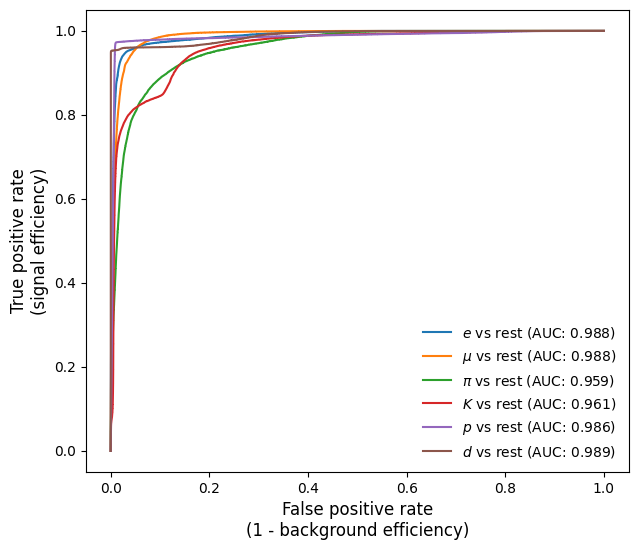 1.0
0.8
0.6
0.4
0.2
0.0
True positive rate
(signal efficiency)
e vs rest (AUC: 0.988)
μ vs rest (AUC: 0.988)
π vs rest (AUC: 0.959)
K vs rest (AUC: 0.961)
p vs rest (AUC: 0.986)
d vs rest (AUC: 0.989)
0.0 0.2 0.4 0.6 0.8 1.0
False positive rate
(1 - background efficiency)